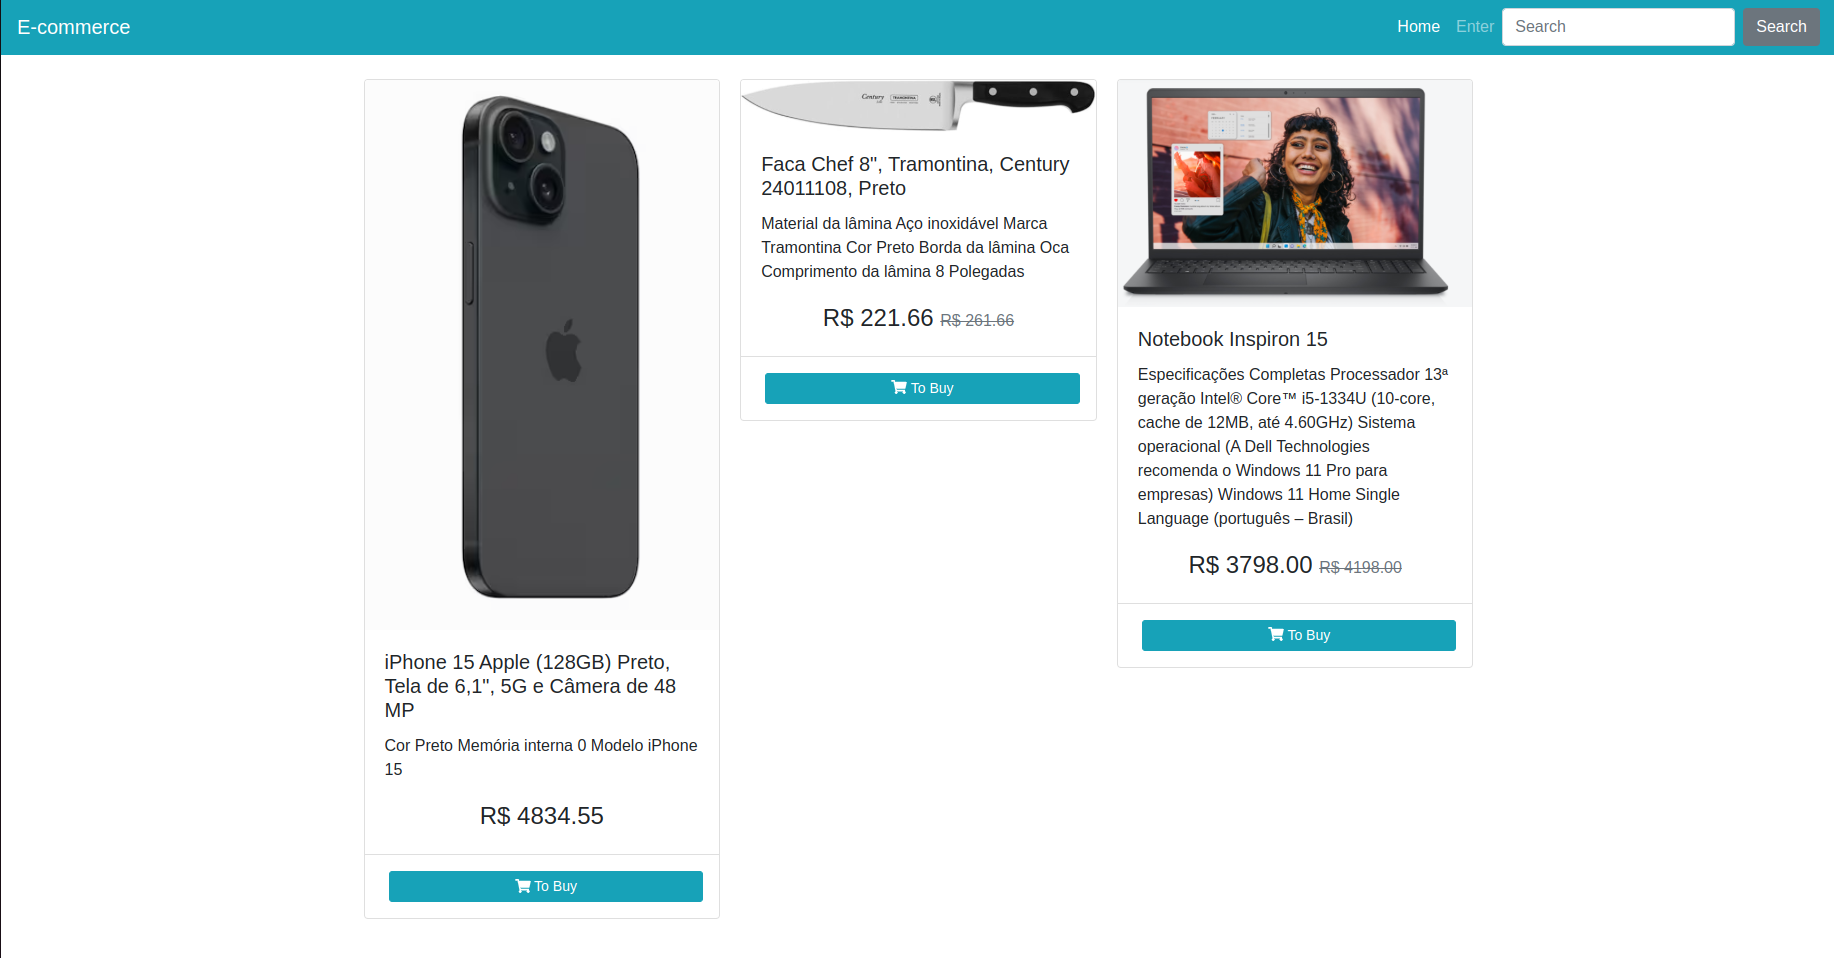 E-commerce
Home Enter Search Search
iPhone 15 Apple (128GB) Preto,
Tela de 6,1", 5G e Câmera de 48
MP
Cor Preto Memória interna 0 Modelo iPhone
15
R$ 4834.55
To Buy
Century
TRAMONTINA
Faca Chef 8", Tramontina, Century
24011108, Preto
Material da lâmina Aço inoxidável Marca
Tramontina Cor Preto Borda da lâmina Oca
Comprimento da lâmina 8 Polegadas
R$ 221.66 R$ 261.66
To Buy
Notebook Inspiron 15
Especificações Completas Processador 13ª
geração Intel® Core™ i5-1334U (10-core,
cache de 12MB, até 4.60GHz) Sistema
operacional (A Dell Technologies
recomenda o Windows 11 Pro para
empresas) Windows 11 Home Single
Language (português – Brasil)
R$ 3798.00 R$ 4198.00
To Buy